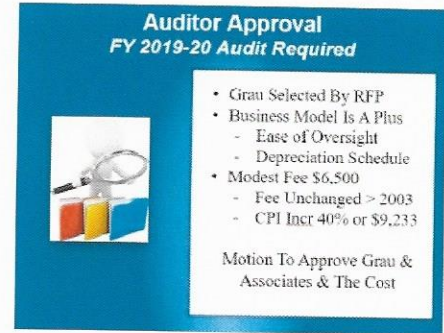 Auditor Approval
FY 2019-20 Audit Required
• Grau Selected By RFP
• Business Model Is A Plus
- Ease of Oversight
- Depreciation Schedule
• Modest Fee $6,500
- Fee Unchanged > 2003
- CPI Incr 40% or $9,233
Motion To Approve Grau &
Associates & The Cost